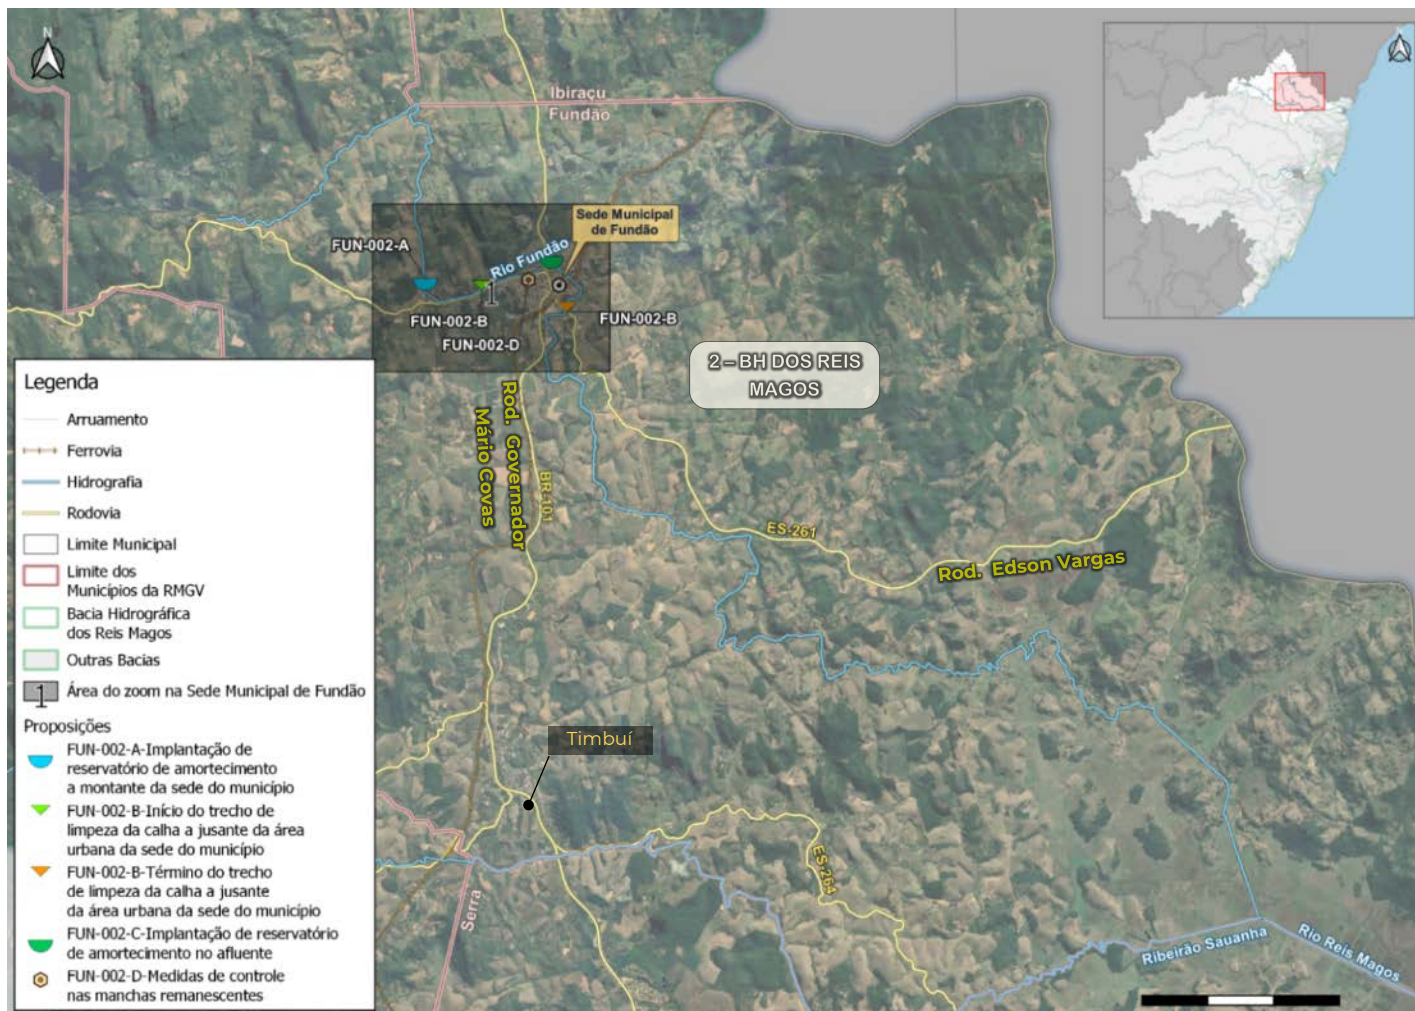 N
Ibiraçu
Fundão
Sede Municipal
de Fundão
FUN-002-A
Rio Fundão
1
FUN-002-B
FUN-002-B
FUN-002-D
2 – BH DOS REIS
MAGOS
Rod. Governador
Mário Covas
BR-101
ES-261
Rod. Edson Vargas
Timbuí
ES-264
Serra
Ribeirão Sauanha
Rio Reis Magos
Legenda
Arruamento
Ferrovia
Hidrografia
Rodovia
Limite Municipal
Limite dos
Municípios da RMGV
Bacia Hidrográfica
dos Reis Magos
Outras Bacias
1 Área do zoom na Sede Municipal de Fundão
Proposições
FUN-002-A-Implantação de
reservatório de amortecimento
a montante da sede do município
FUN-002-B-Início do trecho de
limpeza da calha a jusante da área
urbana da sede do município
FUN-002-B-Término do trecho
de limpeza da calha a jusante
da área urbana da sede do município
FUN-002-C-Implantação de reservatório
de amortecimento no afluente
FUN-002-D-Medidas de controle
nas manchas remanescentes